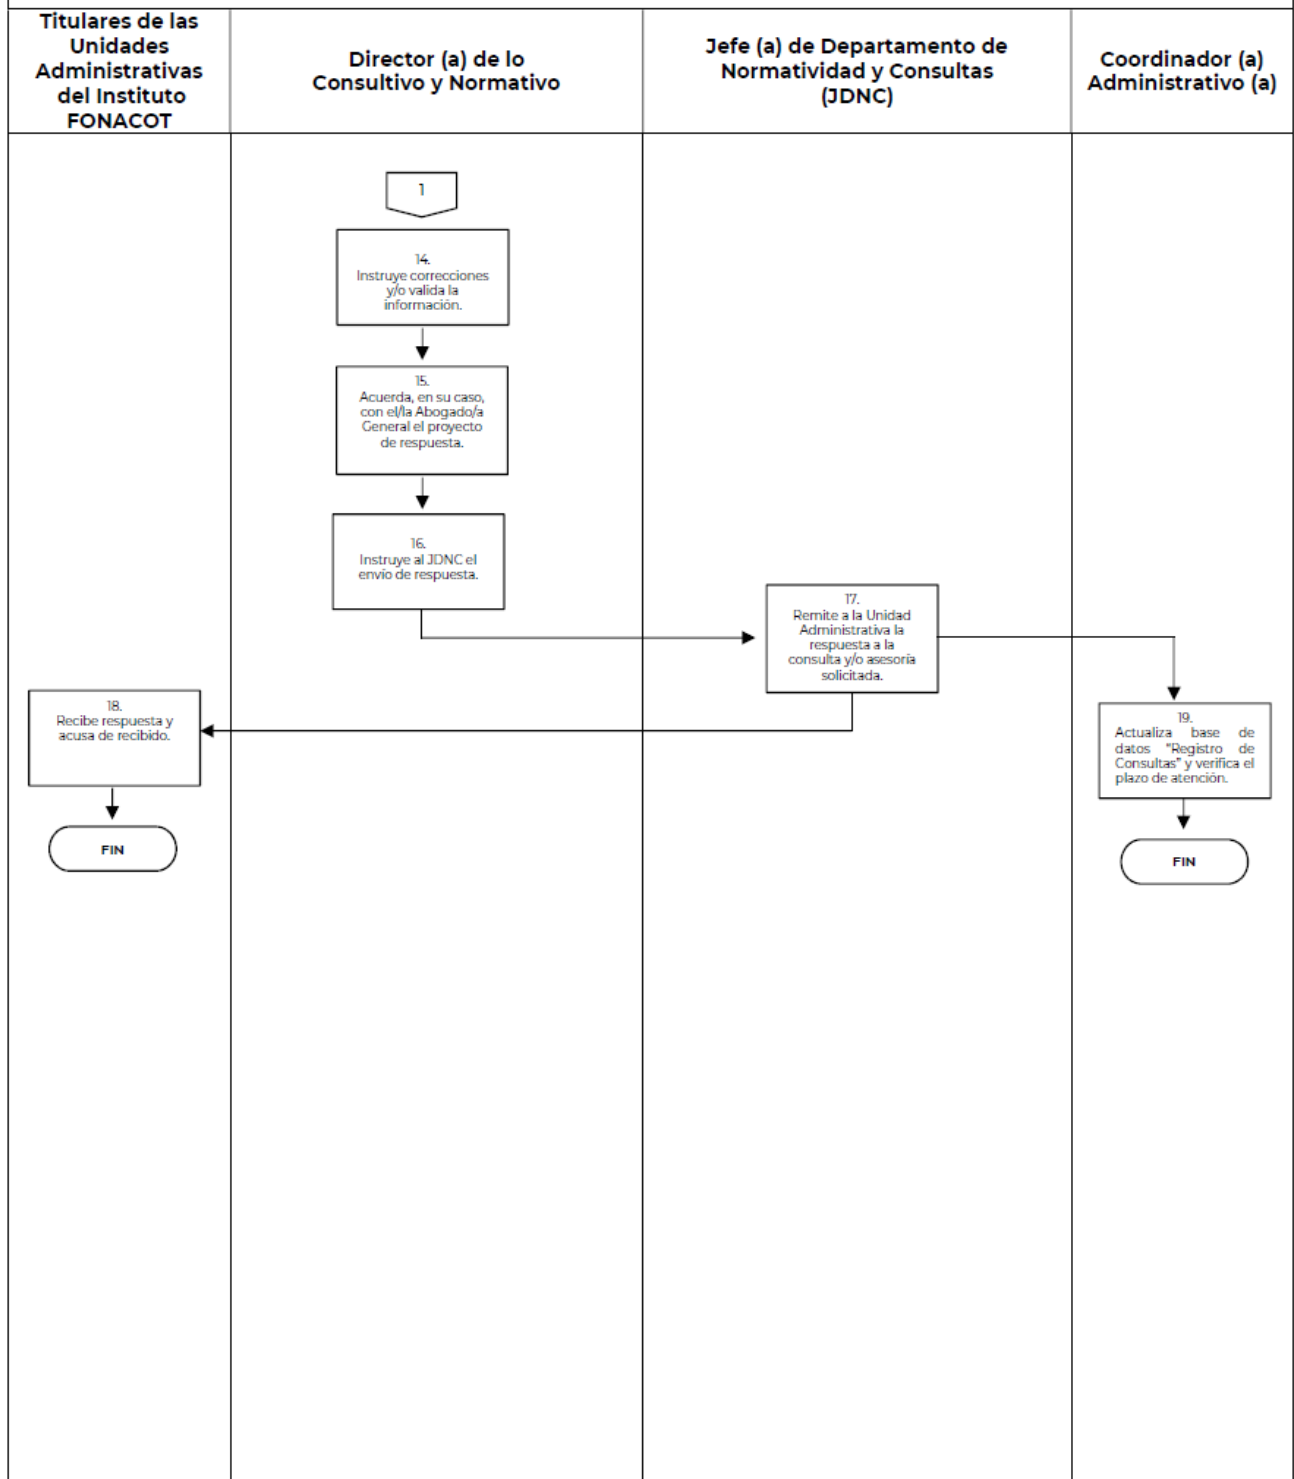 Titulares de las
Unidades
Administrativas
del Instituto
FONACOT
Director (a) de lo
Consultivo y Normativo
Jefe (a) de Departamento de
Normatividad y Consultas
(JDNC)
Coordinador (a)
Administrativo (a)
1
14.
Instruye correcciones
y/o valida la
información.
15.
Acuerda, en su caso,
con el/la Abogado/a
General el proyecto
de respuesta.
16.
Instruye al JDNC el
envío de respuesta.
17.
Remite a la Unidad
Administrativa la
respuesta a la
consulta y/o asesoría
solicitada.
18.
Recibe respuesta y
acusa de recibido.
19.
Actualiza base de
datos "Registro de
Consultas" y verifica el
plazo de atención.
FIN
FIN